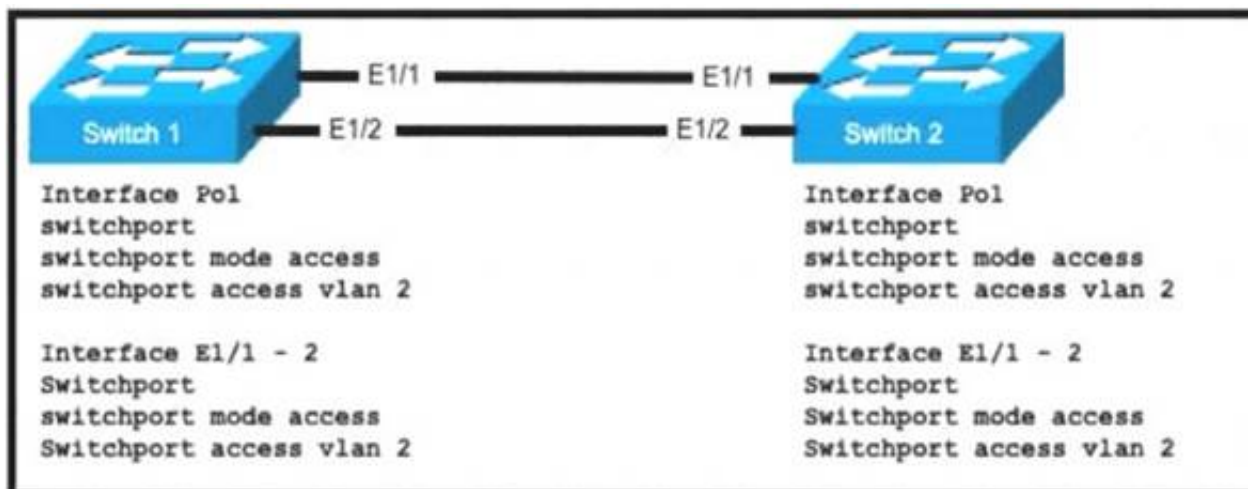 E1/1 E1/1
E1/2 E1/2
Switch 1
Switch 2
Interface Po1
switchport
switchport mode access
switchport access vlan 2
Interface E1/1 - 2
Switchport
switchport mode access
Switchport access vlan 2
Interface Po1
switchport
switchport mode access
switchport access vlan 2
Interface E1/1 - 2
Switchport
Switchport mode access
Switchport access vlan 2